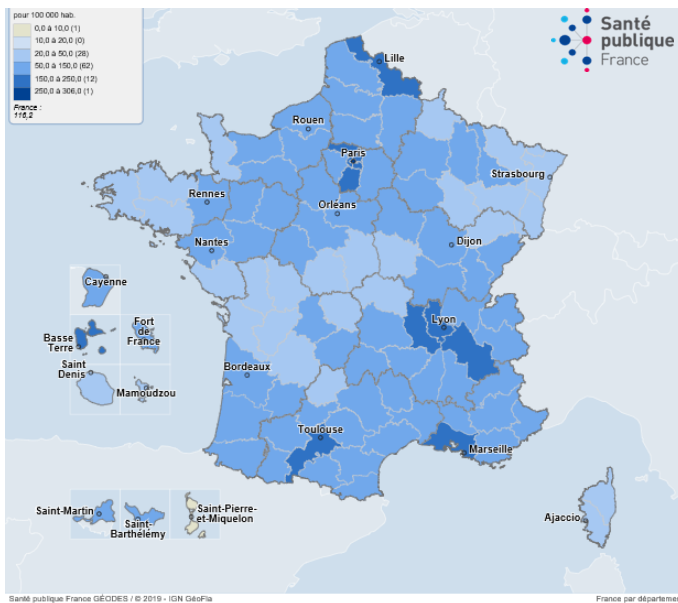 pour 100 000 hab.
0,0 à 10,0 (1)
10,0 à 20,0 (0)
20,0 à 50,0 (28)
50,0 à 150,0 (62)
150,0 à 250,0 (12)
250,0 à 306,0 (1)
France :
116,2
Santé
publique
France
Lille
Rouen
Paris
Strasbourg
Rennes
Orléans
Nantes
Dijon
Cayenne
Lyon
Basse
Terre
Fort
de
France
Saint
Denis
Mamoudzou
Bordeaux
Toulouse
Marseille
Saint-Martin
Saint-
Barthélémy
Saint-Pierre-
et-Miquelon
Ajaccio
Santé publique France GÉODES / © 2019 - IGN GéoFla
France par départeme